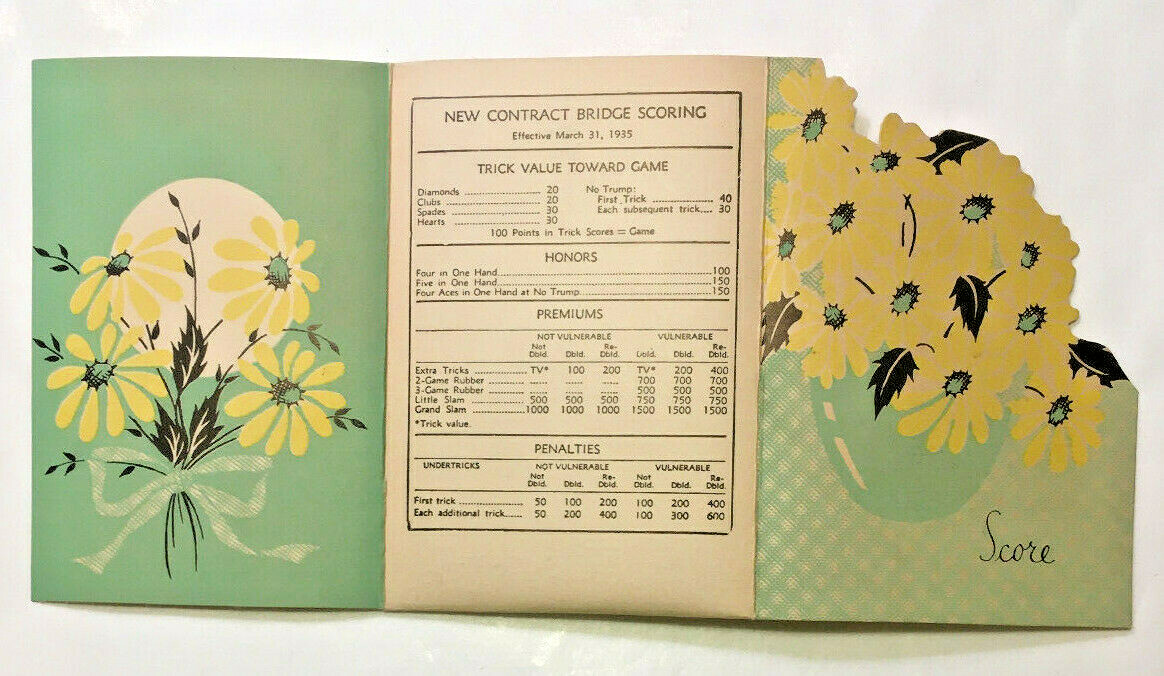 NEW CONTRACT BRIDGE SCORING
Effective March 31, 1935
TRICK VALUE TOWARD GAME
Diamonds ........ 20
Clubs ........ 20
Spades ........ 30
Hearts ........ 30
No Trump:
First Trick ........ 40
Each subsequent trick.... 30
100 Points in Trick Scores = Game
HONORS
Four in One Hand........100
Five in One Hand........150
Four Aces in One Hand at No Trump........150
PREMIUMS
NOT VULNERABLE VULNERABLE
Not Dbld. Dbld. Re- Dbld. Dbld. Dbld. Re- Dbld.
Extra Tricks ........ TV* 100 200 TV* 200 400
2-Game Rubber ........ ..... ..... ..... 700 700 700
3-Game Rubber ........ ..... ..... ..... 500 500 500
Little Slam ........ 500 500 500 750 750 750
Grand Slam ........ 1000 1000 1000 1500 1500 1500
*Trick value.
PENALTIES
UNDERTRICKS NOT VULNERABLE VULNERABLE
Not Dbld. Dbld. Re- Dbld. Not Dbld. Dbld. Re- Dbld.
First trick ........ 50 100 200 100 200 400
Each additional trick...... 50 200 400 100 300 600
Score